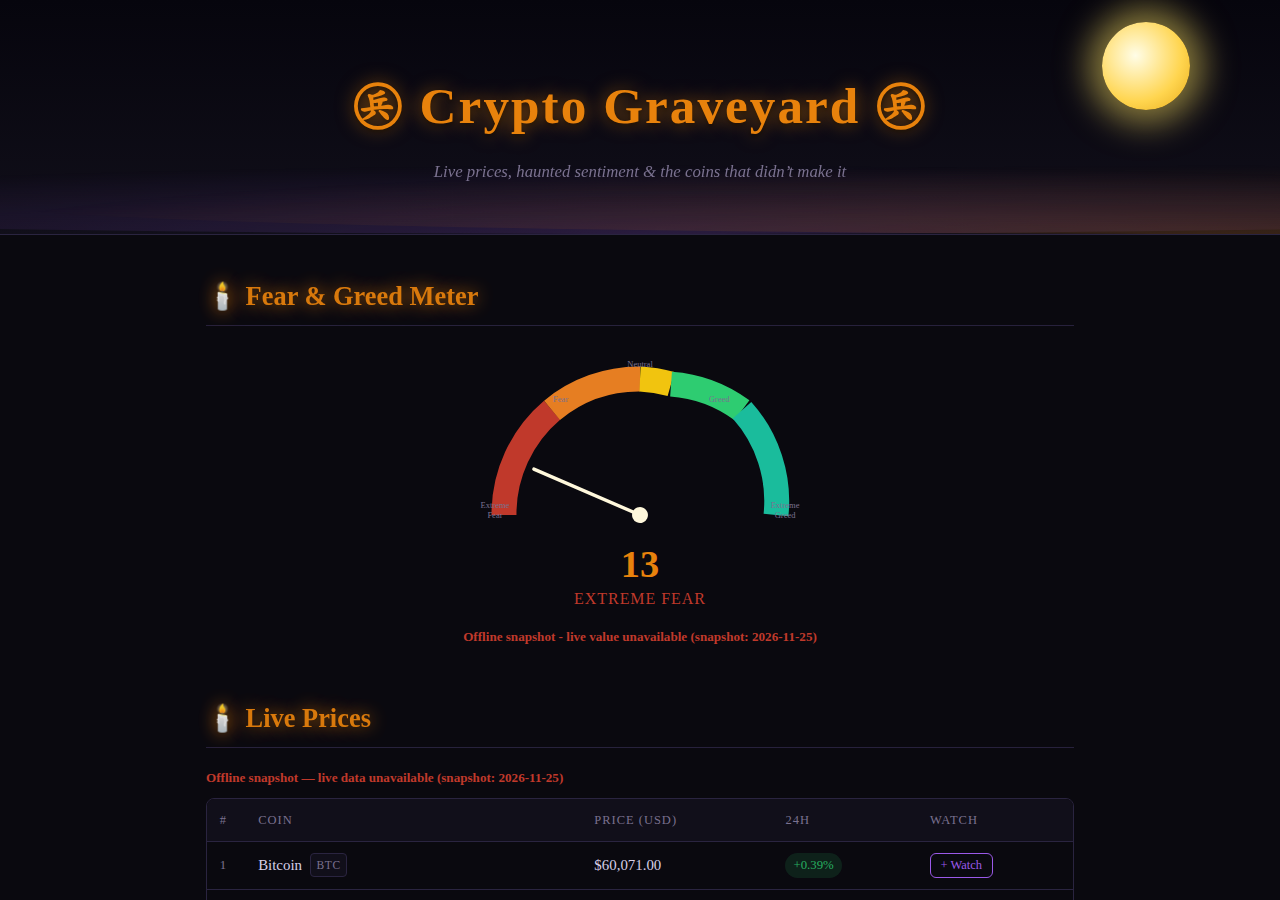 ㋬ Crypto Graveyard ㋬
Live prices, haunted sentiment & the coins that didn’t make it
🕯️ Fear & Greed Meter
Neutral
Fear
Greed
Extreme
Fear
Extreme
Greed
13
EXTREME FEAR
Offline snapshot - live value unavailable (snapshot: 2026-11-25)
🕯️ Live Prices
Offline snapshot — live data unavailable (snapshot: 2026-11-25)
# COIN PRICE (USD) 24H WATCH
1 Bitcoin BTC $60,071.00 +0.39% + Watch